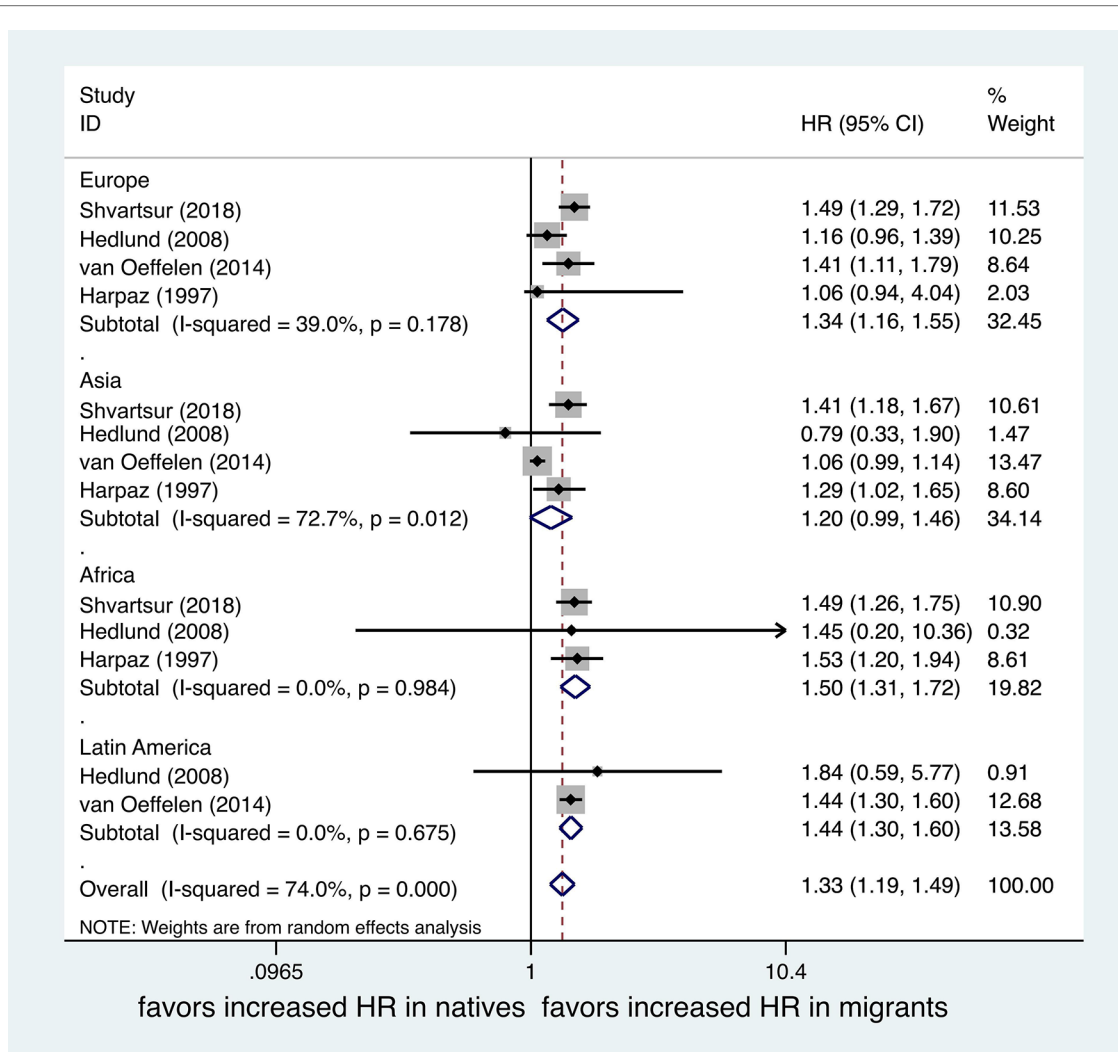 Study %
ID HR (95% CI) Weight
Europe
Shvartsur (2018) 1.49 (1.29, 1.72) 11.53
Hedlund (2008) 1.16 (0.96, 1.39) 10.25
van Oeffelen (2014) 1.41 (1.11, 1.79) 8.64
Harpaz (1997) 1.06 (0.94, 4.04) 2.03
Subtotal (I-squared = 39.0%, p = 0.178) 1.34 (1.16, 1.55) 32.45
.
Asia
Shvartsur (2018) 1.41 (1.18, 1.67) 10.61
Hedlund (2008) 0.79 (0.33, 1.90) 1.47
van Oeffelen (2014) 1.06 (0.99, 1.14) 13.47
Harpaz (1997) 1.29 (1.02, 1.65) 8.60
Subtotal (I-squared = 72.7%, p = 0.012) 1.20 (0.99, 1.46) 34.14
.
Africa
Shvartsur (2018) 1.49 (1.26, 1.75) 10.90
Hedlund (2008) 1.45 (0.20, 10.36) 0.32
Harpaz (1997) 1.53 (1.20, 1.94) 8.61
Subtotal (I-squared = 0.0%, p = 0.984) 1.50 (1.31, 1.72) 19.82
.
Latin America
Hedlund (2008) 1.84 (0.59, 5.77) 0.91
van Oeffelen (2014) 1.44 (1.30, 1.60) 12.68
Subtotal (I-squared = 0.0%, p = 0.675) 1.44 (1.30, 1.60) 13.58
.
Overall (I-squared = 74.0%, p = 0.000) 1.33 (1.19, 1.49) 100.00
NOTE: Weights are from random effects analysis
.0965 1 10.4
favors increased HR in natives favors increased HR in migrants